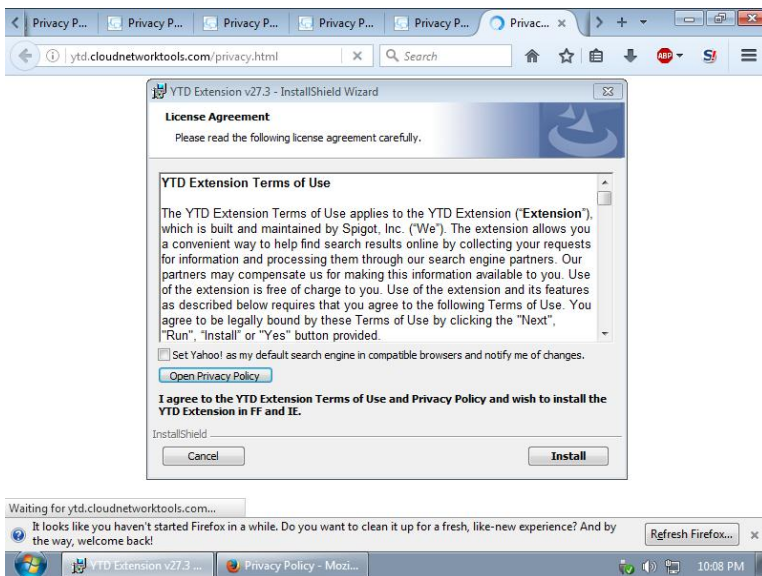 Privacy P...
Privacy P...
Privacy P...
Privacy P...
Privacy P...
Privac...
ytd.cloudnetworktools.com/privacy.html
Search
ABP
S!
YTD Extension v27.3 - InstallShield Wizard
License Agreement
Please read the following license agreement carefully.
YTD Extension Terms of Use
The YTD Extension Terms of Use applies to the YTD Extension (“Extension”),
which is built and maintained by Spigot, Inc. (“We”). The extension allows you
a convenient way to help find search results online by collecting your requests
for information and processing them through our search engine partners. Our
partners may compensate us for making this information available to you. Use
of the extension is free of charge to you. Use of the extension and its features
as described below requires that you agree to the following Terms of Use. You
agree to be legally bound by these Terms of Use by clicking the "Next",
"Run", “Install” or "Yes" button provided.
Set Yahoo! as my default search engine in compatible browsers and notify me of changes.
Open Privacy Policy
I agree to the YTD Extension Terms of Use and Privacy Policy and wish to install the
YTD Extension in FF and IE.
InstallShield
Cancel
Install
Waiting for ytd.cloudnetworktools.com...
It looks like you haven't started Firefox in a while. Do you want to clean it up for a fresh, like-new experience? And by
the way, welcome back!
Refresh Firefox...
YTD Extension v27.3 ...
Privacy Policy - Mozi...
10:08 PM